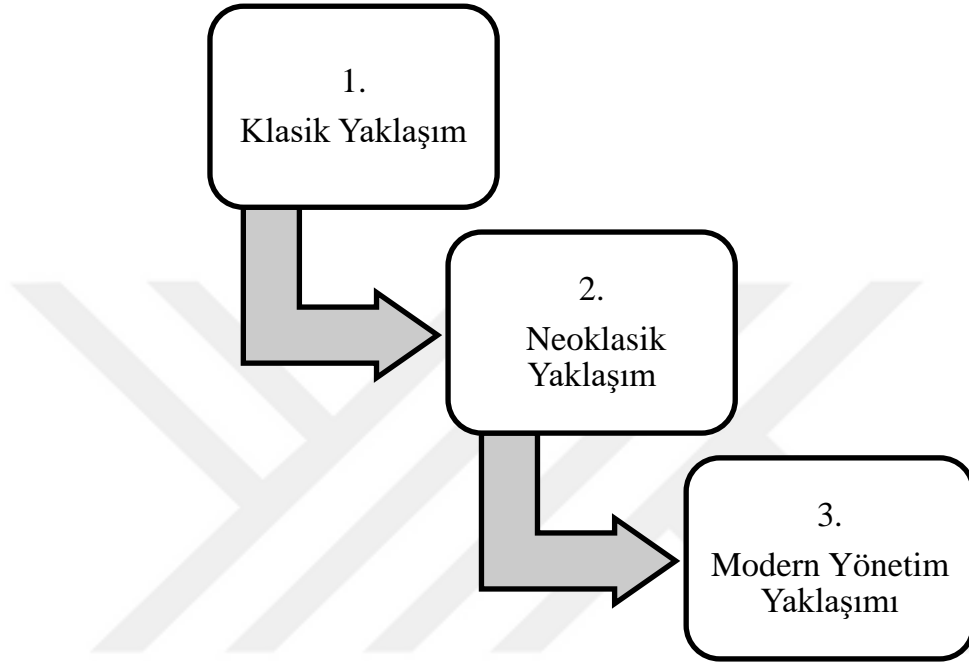 1.
Klasik Yaklaşım
2.
Neoklasik
Yaklaşım
3.
Modern Yönetim
Yaklaşımı